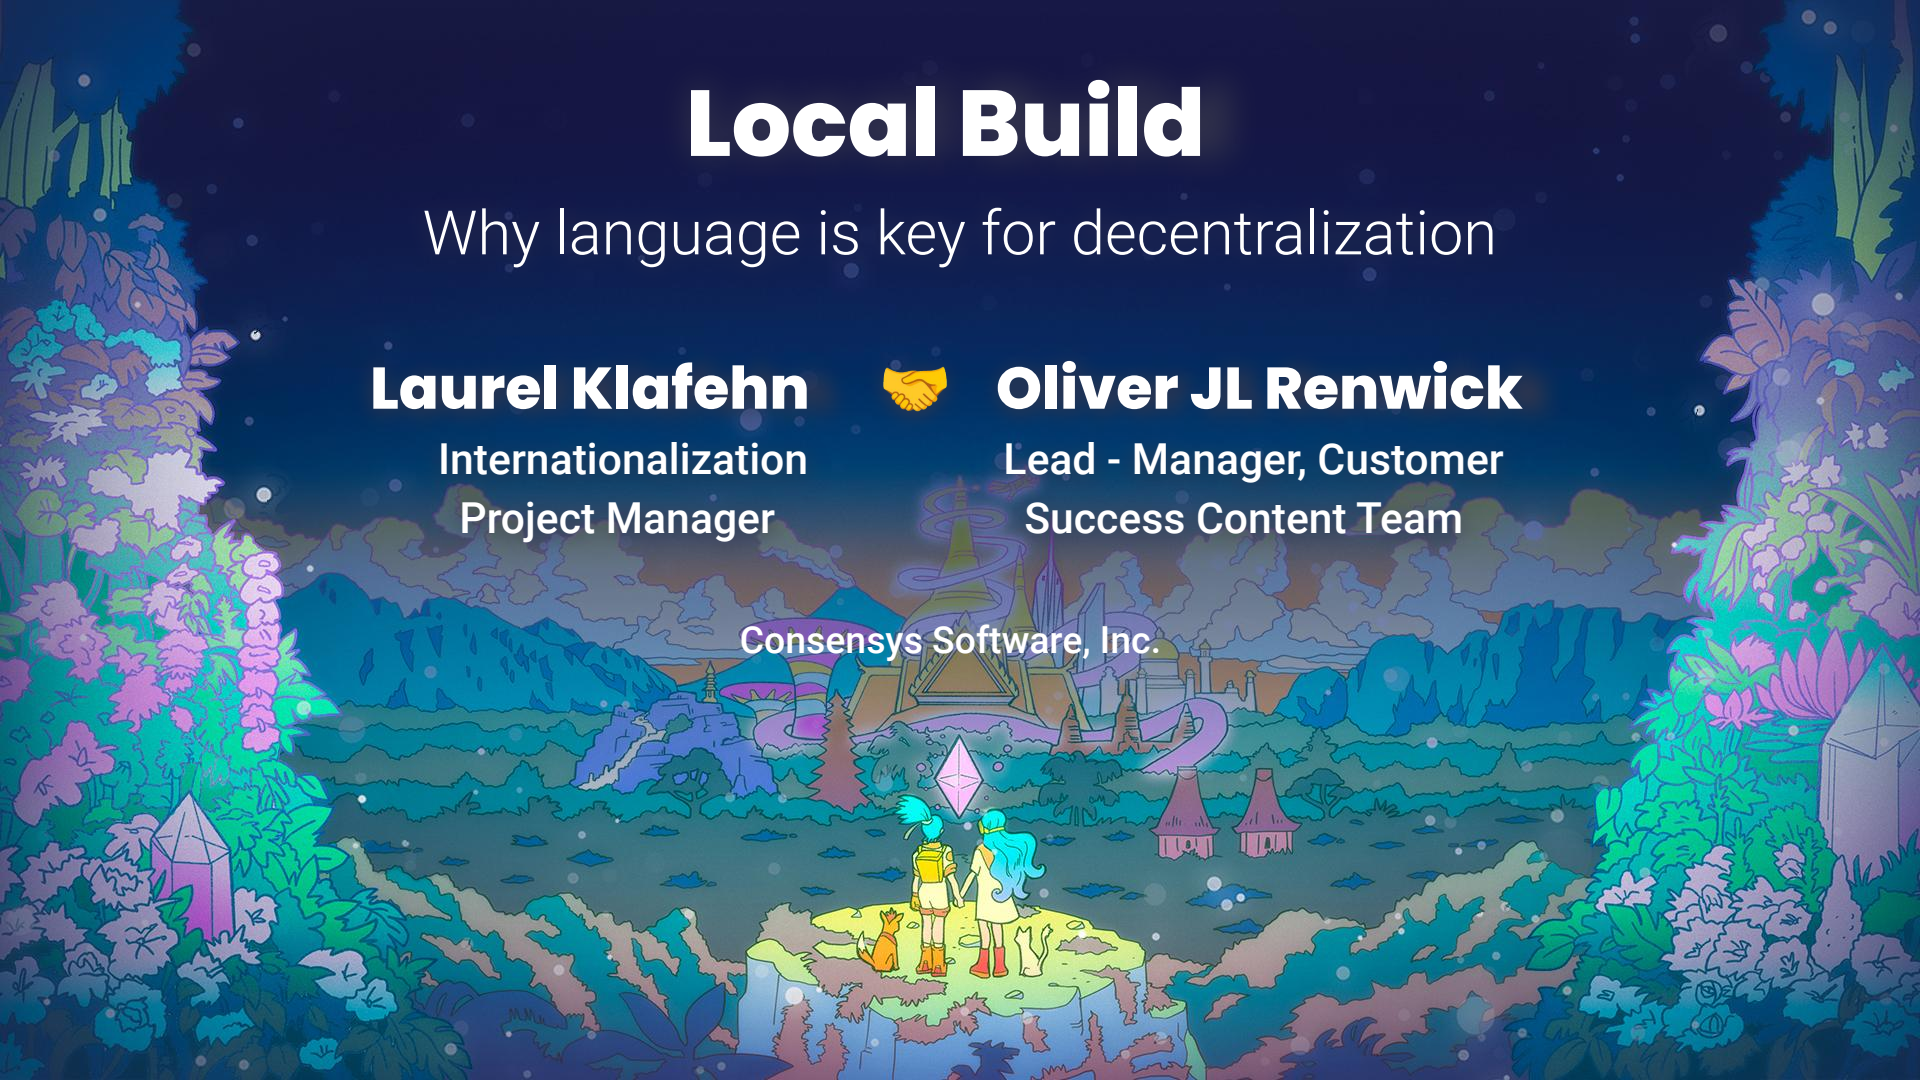 Local Build
Why language is key for decentralization
Laurel Klafehn 🤝 Oliver JL Renwick
Internationalization
Project Manager
Lead - Manager, Customer
Success Content Team
Consensys Software, Inc.